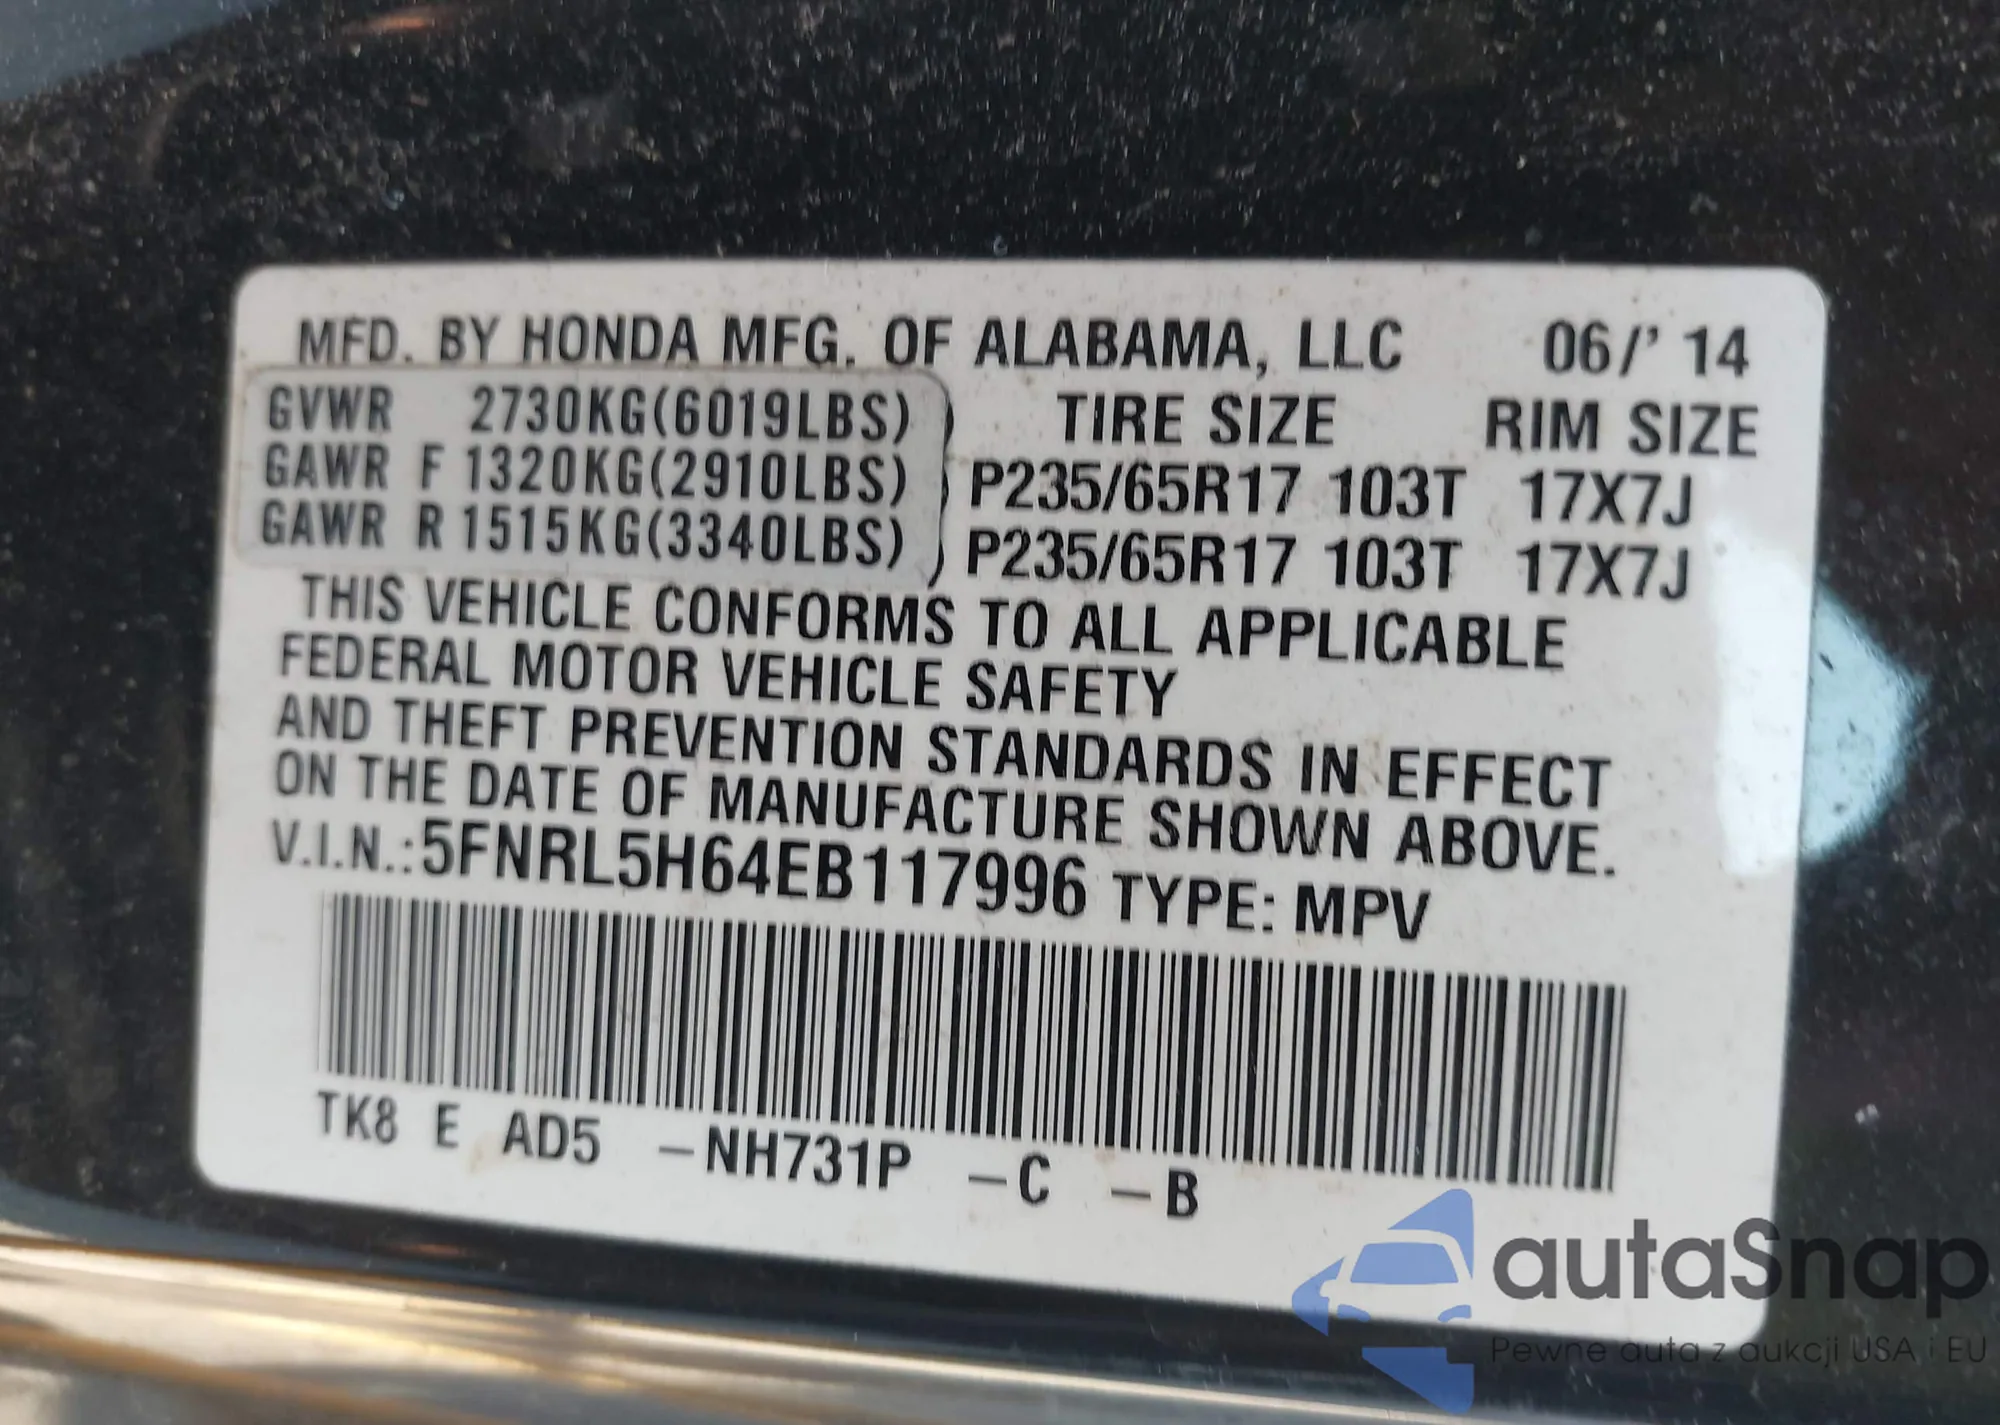 MFD. BY HONDA MFG. OF ALABAMA, LLC 06/' 14
GVWR 2730KG(6019LBS) TIRE SIZE RIM SIZE
GAWR F 1320KG(2910LBS) P235/65R17 103T 17X7J
GAWR R 1515KG(3340LBS) P235/65R17 103T 17X7J
THIS VEHICLE CONFORMS TO ALL APPLICABLE
FEDERAL MOTOR VEHICLE SAFETY
AND THEFT PREVENTION STANDARDS IN EFFECT
ON THE DATE OF MANUFACTURE SHOWN ABOVE.
V.I.N.:5FNRL5H64EB117996 TYPE: MPV
TK8 E AD5 –NH731P –C –B
autaSnap
Pewne auta z aukcji USA i EU